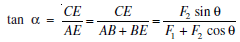 tan α = CE/AE = CE/AB + BE = F₂ sin θ/F₁ + F₂ cos θ